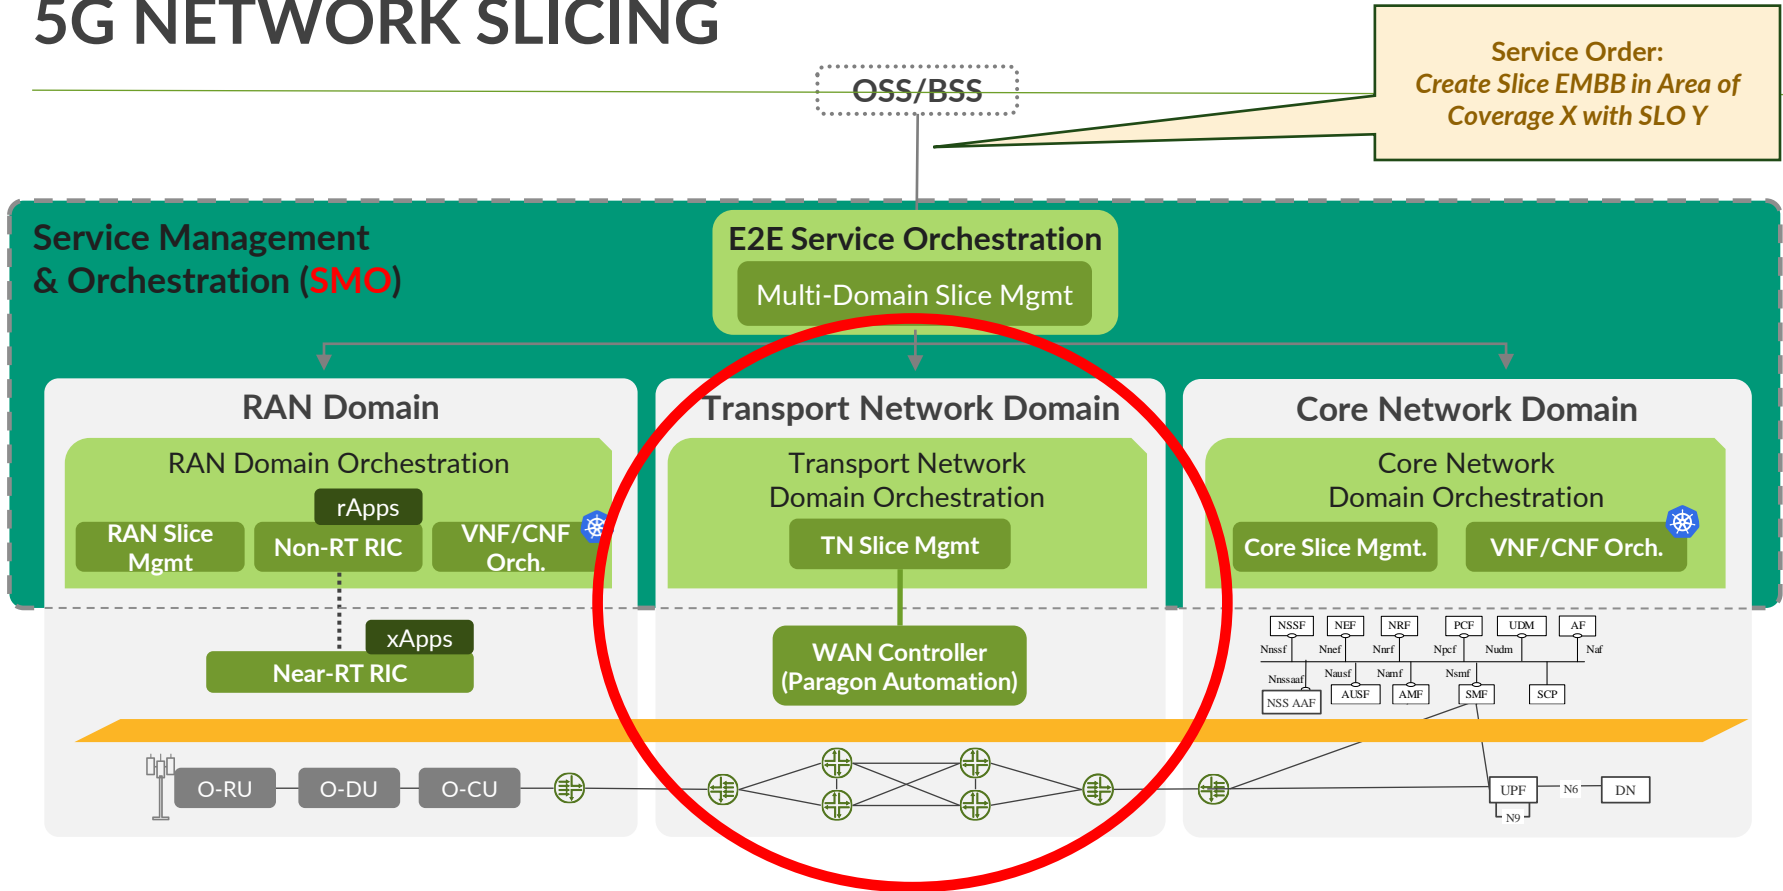 5G NETWORK SLICING
OSS/BSS
Service Order:
Create Slice EMBB in Area of
Coverage X with SLO Y
Service Management
& Orchestration (SMO)
E2E Service Orchestration
Multi-Domain Slice Mgmt
RAN Domain
RAN Domain Orchestration
rApps
RAN Slice
Mgmt
Non-RT RIC
VNF/CNF
Orch.
xApps
Near-RT RIC
Transport Network Domain
Transport Network
Domain Orchestration
TN Slice Mgmt
WAN Controller
(Paragon Automation)
Core Network Domain
Core Network
Domain Orchestration
Core Slice Mgmt.
VNF/CNF Orch.
NSSF
NEF
NRF
PCF
UDM
AF
Nnssf
Nnef
Nnrf
Npcf
Nudm
Naf
Nnssaaf
Nausf
Namf
Nsmf
NSS AAF
AUSF
AMF
SMF
SCP
O-RU
O-DU
O-CU
UPF
N6
DN
N9